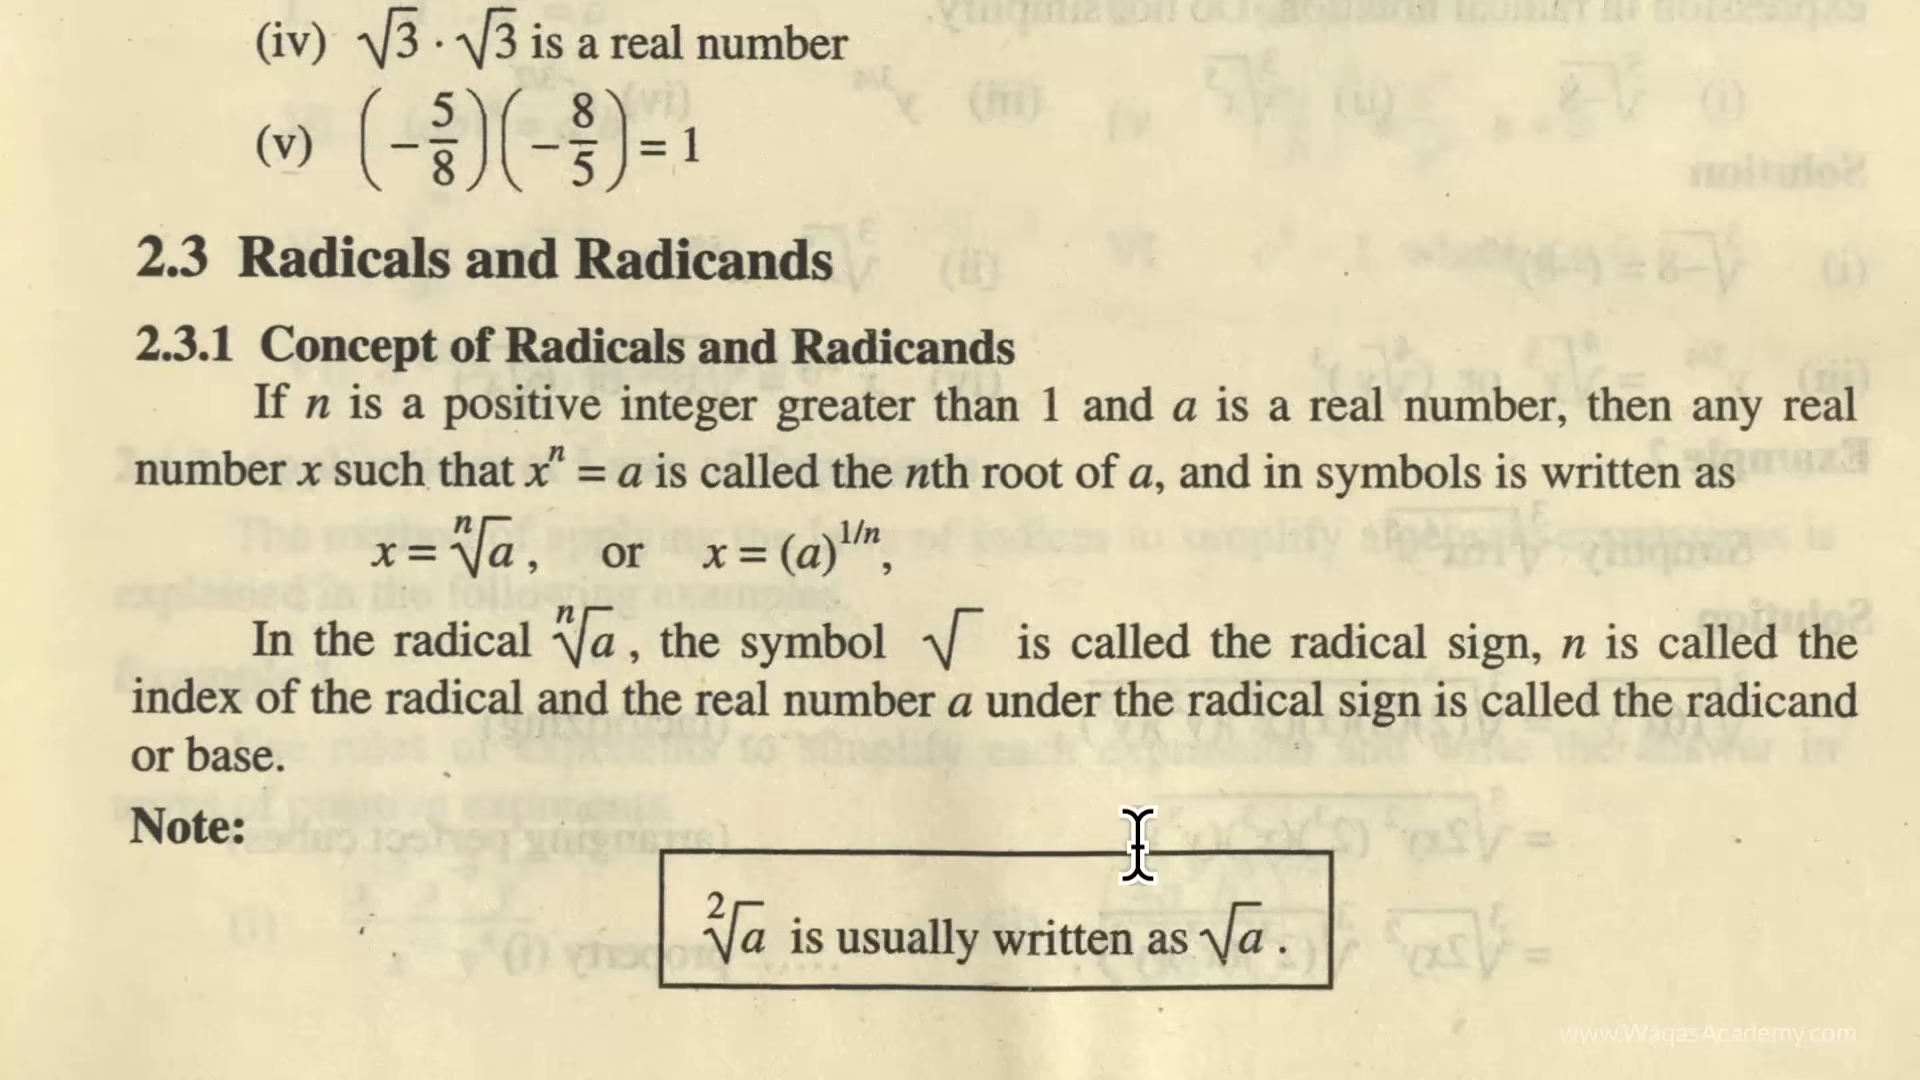 (iv) √3 · √3 is a real number
(v) (−5/8)(−8/5) = 1
2.3 Radicals and Radicands
2.3.1 Concept of Radicals and Radicands
If n is a positive integer greater than 1 and a is a real number, then any real
number x such that xⁿ = a is called the nth root of a, and in symbols is written as
x = ⁿ√a , or x = (a)^1/n,
In the radical ⁿ√a , the symbol √ is called the radical sign, n is called the
index of the radical and the real number a under the radical sign is called the radicand
or base.
Note:
²√a is usually written as √a .
www.WaqasAcademy.com